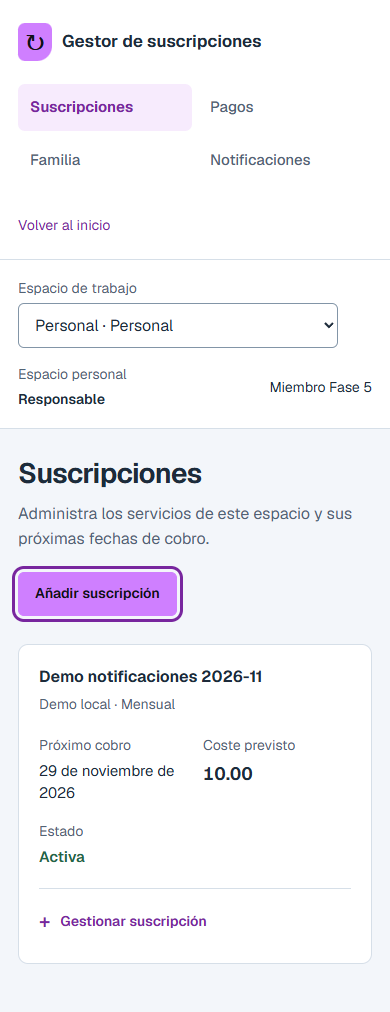 Gestor de suscripciones
Suscripciones
Pagos
Familia
Notificaciones
Volver al inicio
Espacio de trabajo
Personal · Personal
Espacio personal
Responsable
Miembro Fase 5
Suscripciones
Administra los servicios de este espacio y sus
próximas fechas de cobro.
Añadir suscripción
Demo notificaciones 2026-11
Demo local · Mensual
Próximo cobro
29 de noviembre de
2026
Coste previsto
10.00
Estado
Activa
+ Gestionar suscripción